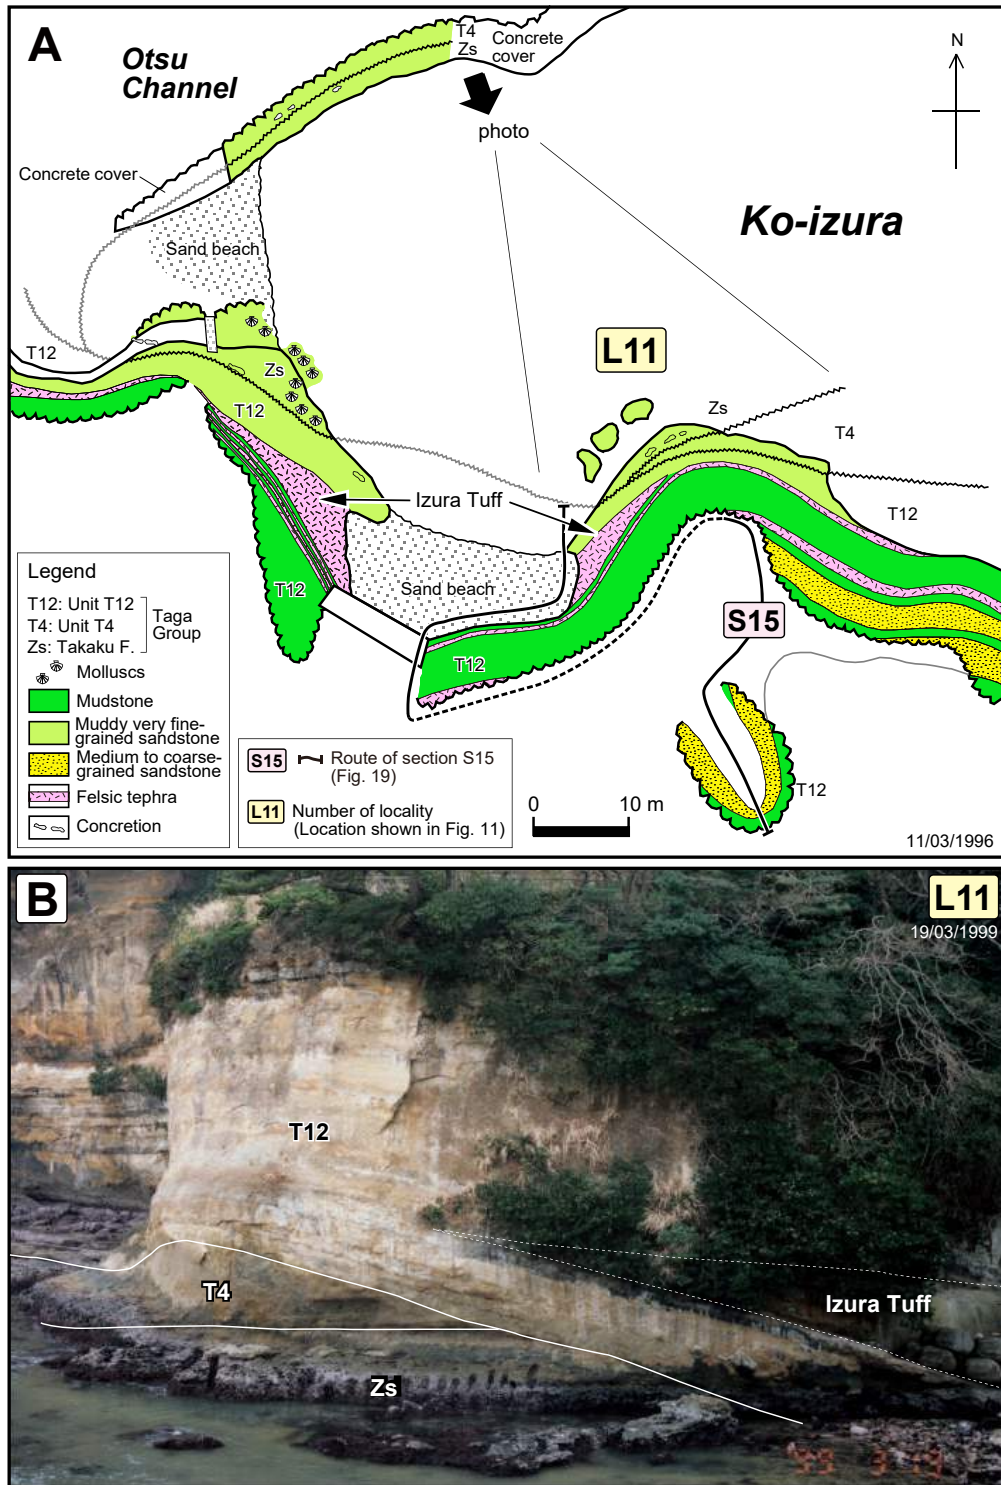 A
Otsu
Channel
T4
Zs
Concrete
cover
N
photo
Concrete cover
Ko-izura
Sand beach
T12
L11
Zs
Zs
T12
T4
Izura Tuff
T12
Legend
T12: Unit T12
T4: Unit T4
Zs: Takaku F.
Taga
Group
Molluscs
Mudstone
Muddy very fine-
grained sandstone
Medium to coarse-
grained sandstone
Felsic tephra
Concretion
T12
Sand beach
S15
T12
S15
Route of section S15
(Fig. 19)
L11
Number of locality
(Location shown in Fig. 11)
0
10 m
T12
11/03/1996
B
L11
19/03/1999
T12
T4
Izura Tuff
Zs
99 3 19